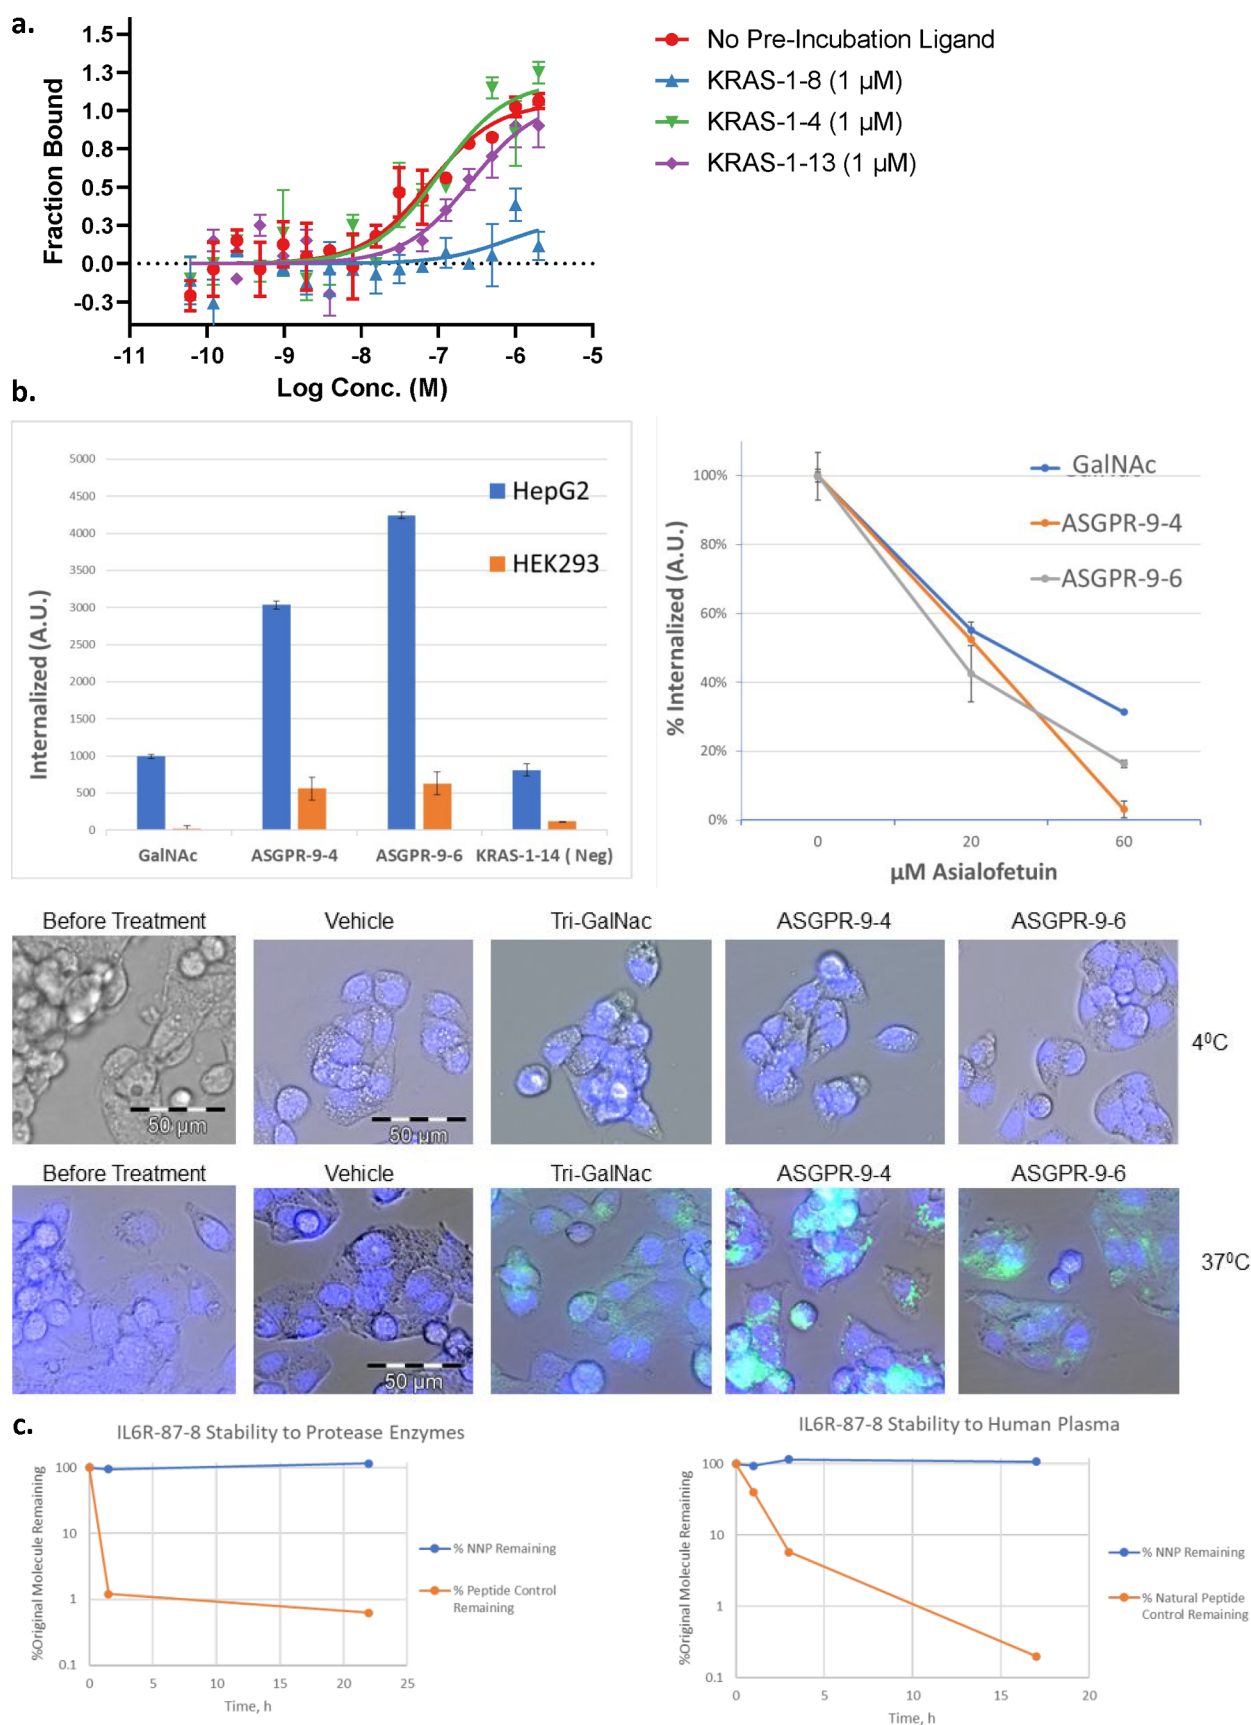 a.
1.5
1.3
1.0
0.8
0.5
0.3
0.0
-0.3
Fraction Bound
-11 -10 -9 -8 -7 -6 -5
Log Conc. (M)
No Pre-Incubation Ligand
KRAS-1-8 (1 µM)
KRAS-1-4 (1 µM)
KRAS-1-13 (1 µM)
b.
5000
4500
4000
3500
3000
2500
2000
1500
1000
500
0
Internalized (A.U.)
HepG2
HEK293
GalNAc ASGPR-9-4 ASGPR-9-6 KRAS-1-14 ( Neg)
100%
80%
60%
40%
20%
0%
% Internalized (A.U.)
GalNAc
ASGPR-9-4
ASGPR-9-6
0 20 60
µM Asialofetuin
Before Treatment Vehicle Tri-GalNac ASGPR-9-4 ASGPR-9-6
50 µm
50 µm
4⁰C
Before Treatment Vehicle Tri-GalNac ASGPR-9-4 ASGPR-9-6
50 µm
37⁰C
c.
IL6R-87-8 Stability to Protease Enzymes
100
10
1
0.1
%Original Molecule Remaining
0 5 10 15 20 25
Time, h
% NNP Remaining
% Peptide Control
Remaining
IL6R-87-8 Stability to Human Plasma
100
10
1
0.1
%Original Molecule Remaining
0 5 10 15 20
Time, h
% NNP Remaining
% Natural Peptide
Control Remaining